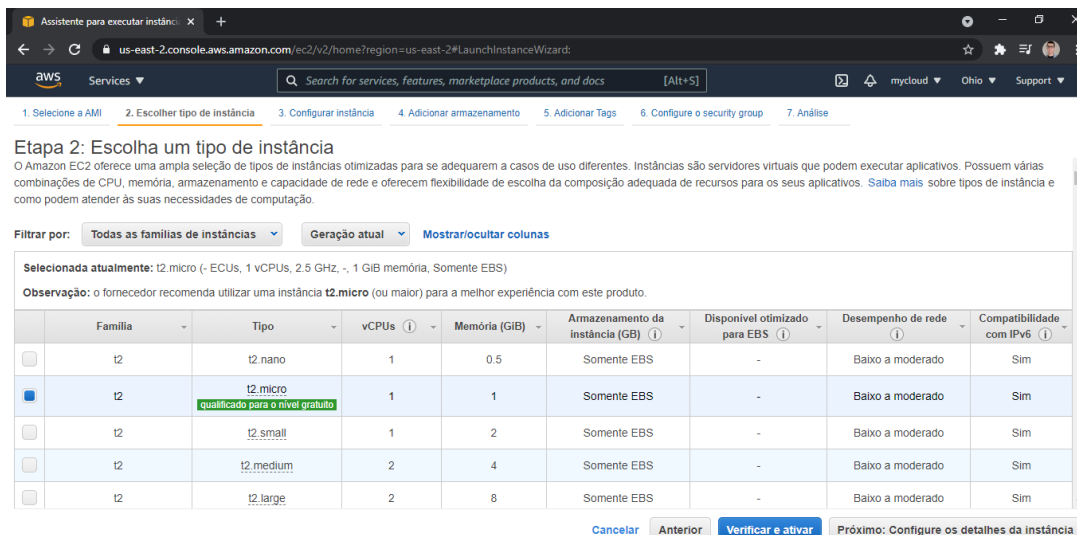 Assistente para executar instânci
us-east-2.console.aws.amazon.com/ec2/v2/home?region=us-east-2#LaunchInstanceWizard:
aws Services Search for services, features, marketplace products, and docs [Alt+S] mycloud Ohio Support
1. Selecione a AMI 2. Escolher tipo de instância 3. Configurar instância 4. Adicionar armazenamento 5. Adicionar Tags 6. Configure o security group 7. Análise
Etapa 2: Escolha um tipo de instância
O Amazon EC2 oferece uma ampla seleção de tipos de instâncias otimizadas para se adequarem a casos de uso diferentes. Instâncias são servidores virtuais que podem executar aplicativos. Possuem várias
combinações de CPU, memória, armazenamento e capacidade de rede e oferecem flexibilidade de escolha da composição adequada de recursos para os seus aplicativos. Saiba mais sobre tipos de instância e
como podem atender às suas necessidades de computação.
Filtrar por: Todas as famílias de instâncias Geração atual Mostrar/ocultar colunas
Selecionada atualmente: t2.micro (- ECUs, 1 vCPUs, 2.5 GHz, -, 1 GiB memória, Somente EBS)
Observação: o fornecedor recomenda utilizar uma instância t2.micro (ou maior) para a melhor experiência com este produto.
Família Tipo vCPUs Memória (GiB) Armazenamento da instância (GB) Disponível otimizado para EBS Desempenho de rede Compatibilidade com IPv6
t2 t2.nano 1 0.5 Somente EBS - Baixo a moderado Sim
t2 t2.micro 1 1 Somente EBS - Baixo a moderado Sim
qualificado para o nível gratuito
t2 t2.small 1 2 Somente EBS - Baixo a moderado Sim
t2 t2.medium 2 4 Somente EBS - Baixo a moderado Sim
t2 t2.large 2 8 Somente EBS - Baixo a moderado Sim
Cancelar Anterior Verificar e ativar Próximo: Configure os detalhes da instância